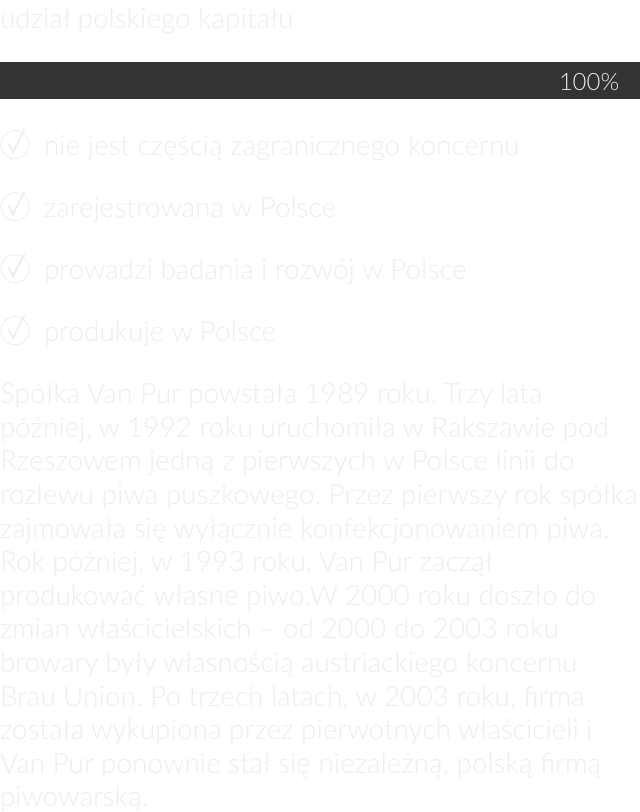 udział polskiego kapitału
100%
nie jest częścią zagranicznego koncernu
zarejestrowana w Polsce
prowadzi badania i rozwój w Polsce
produkuje w Polsce
Spółka Van Pur powstała 1989 roku. Trzy lata
później, w 1992 roku uruchomiła w Rakszawie pod
Rzeszowem jedną z pierwszych w Polsce linii do
rozlewu piwa puszkowego. Przez pierwszy rok spółka
zajmowała się wyłącznie konfekcjonowaniem piwa.
Rok później, w 1993 roku, Van Pur zaczął
produkować własne piwo.W 2000 roku doszło do
zmian właścicielskich – od 2000 do 2003 roku
browary były własnością austriackiego koncernu
Brau Union. Po trzech latach, w 2003 roku, firma
została wykupiona przez pierwotnych właścicieli i
Van Pur ponownie stał się niezależną, polską firmą
piwowarską.